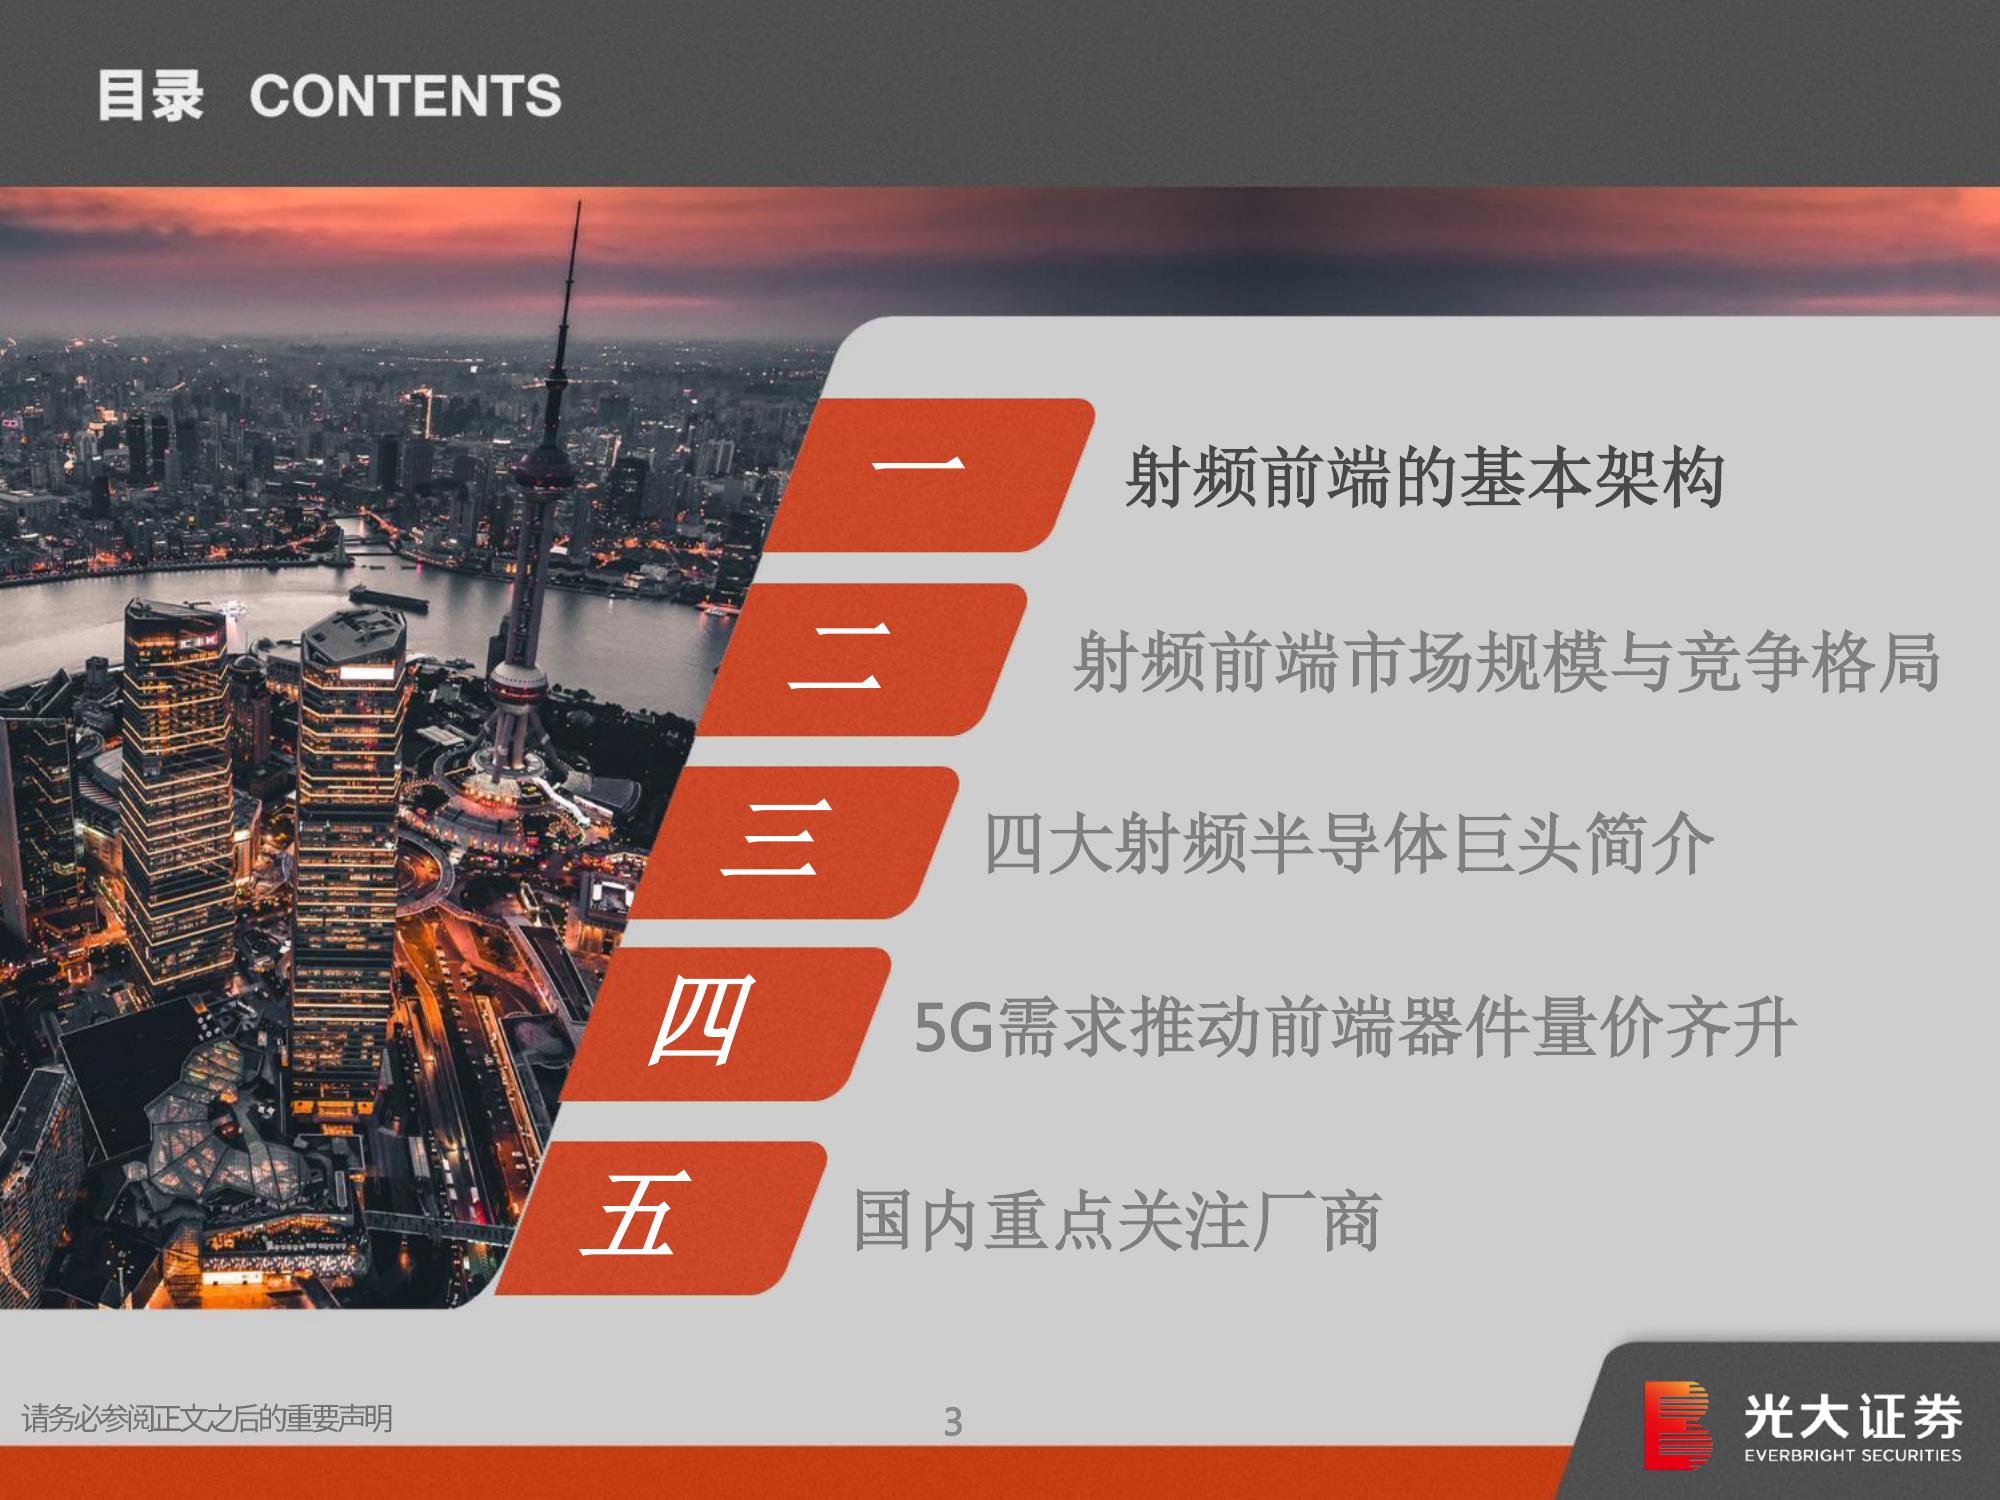 目录 CONTENTS
一 射频前端的基本架构
二 射频前端市场规模与竞争格局
三 四大射频半导体巨头简介
四 5G需求推动前端器件量价齐升
五 国内重点关注厂商
请务必参阅正文之后的重要声明
3
光大证券
EVERBRIGHT SECURITIES